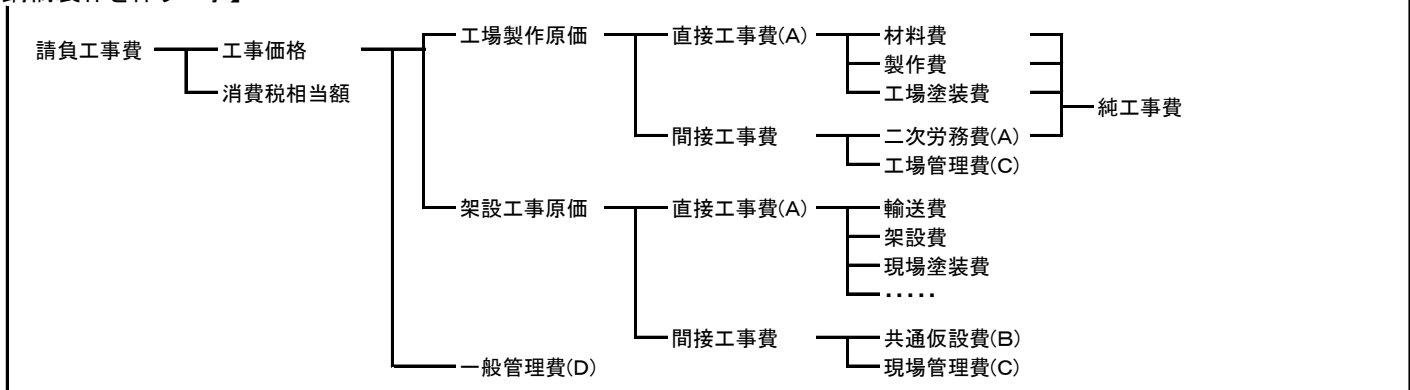 請負工事費 工事価格 工場製作原価 直接工事費(A) 材料費
製作費
消費税相当額 工場塗装費
純工事費
間接工事費 二次労務費(A)
工場管理費(C)
架設工事原価 直接工事費(A) 輸送費
架設費
現場塗装費
・・・・・
間接工事費 共通仮設費(B)
一般管理費(D) 現場管理費(C)